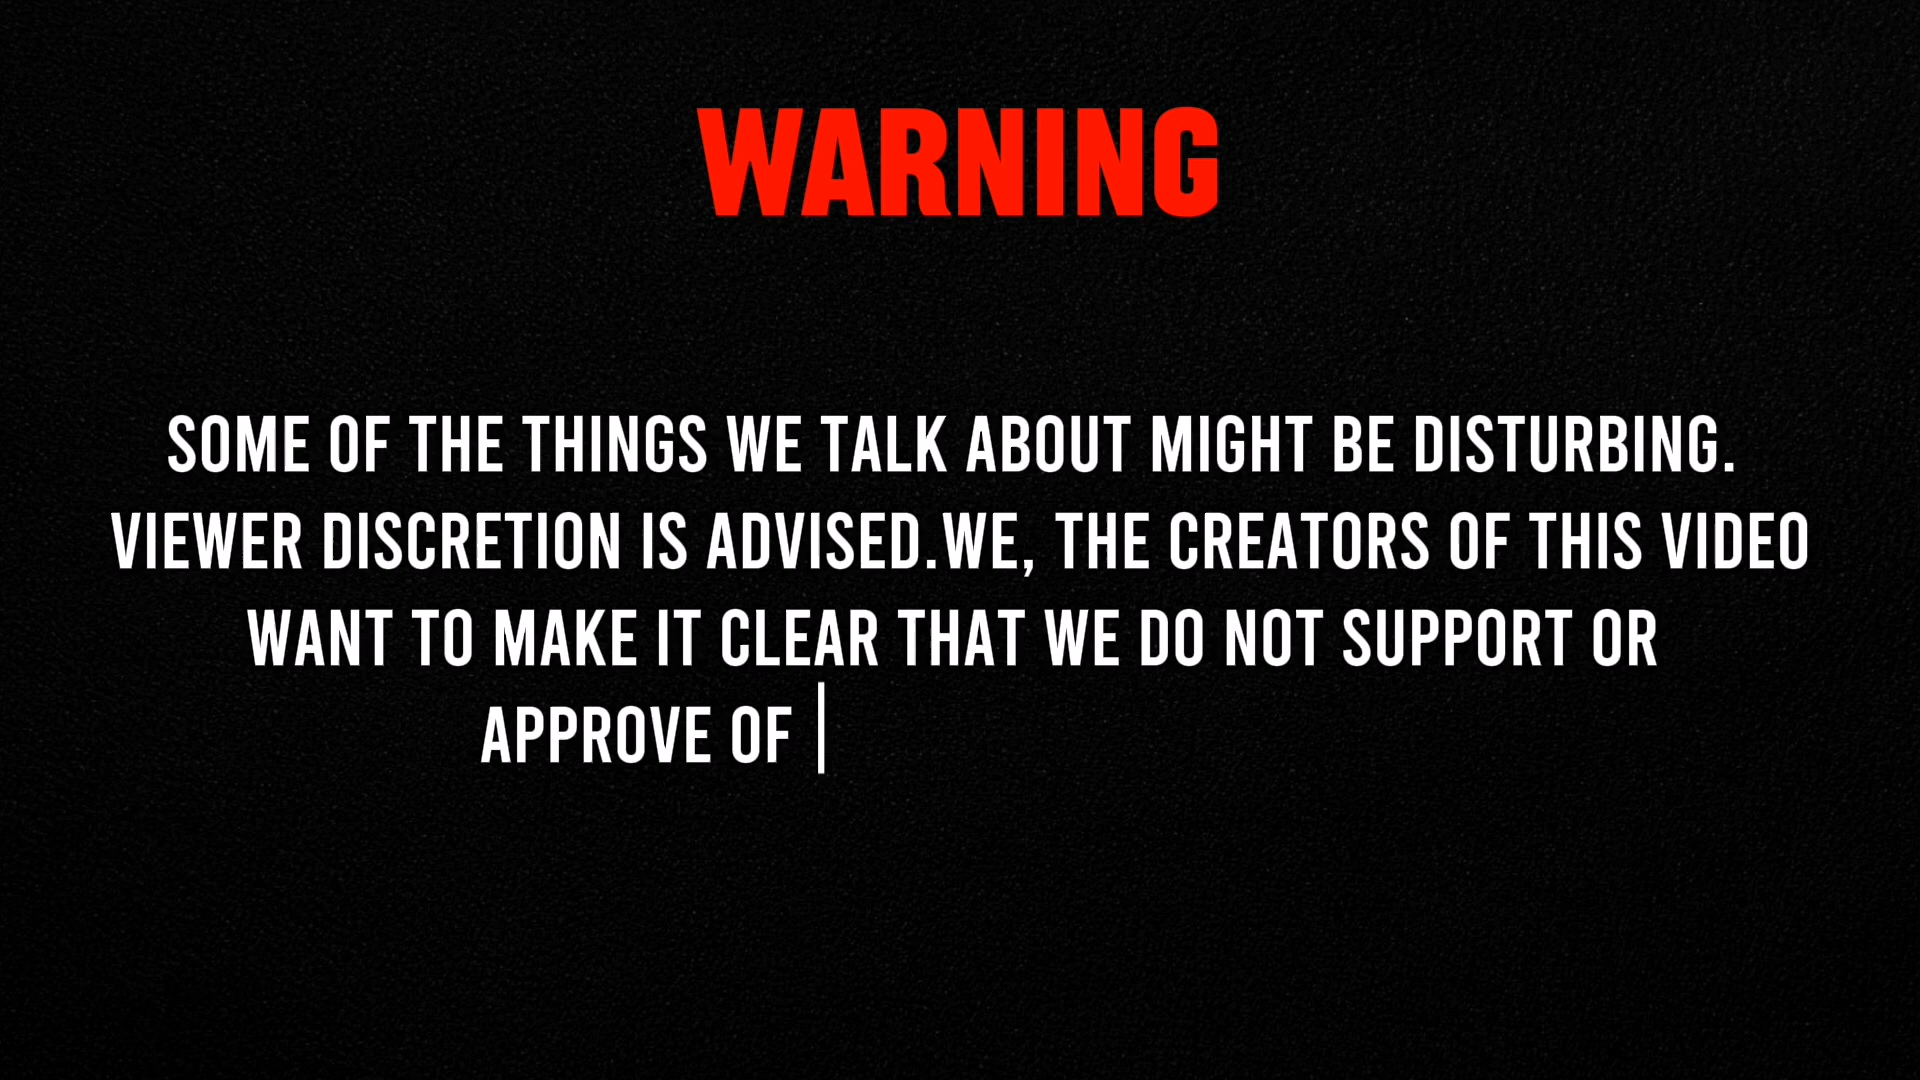 WARNING
SOME OF THE THINGS WE TALK ABOUT MIGHT BE DISTURBING.
VIEWER DISCRETION IS ADVISED.WE, THE CREATORS OF THIS VIDEO
WANT TO MAKE IT CLEAR THAT WE DO NOT SUPPORT OR
APPROVE OF